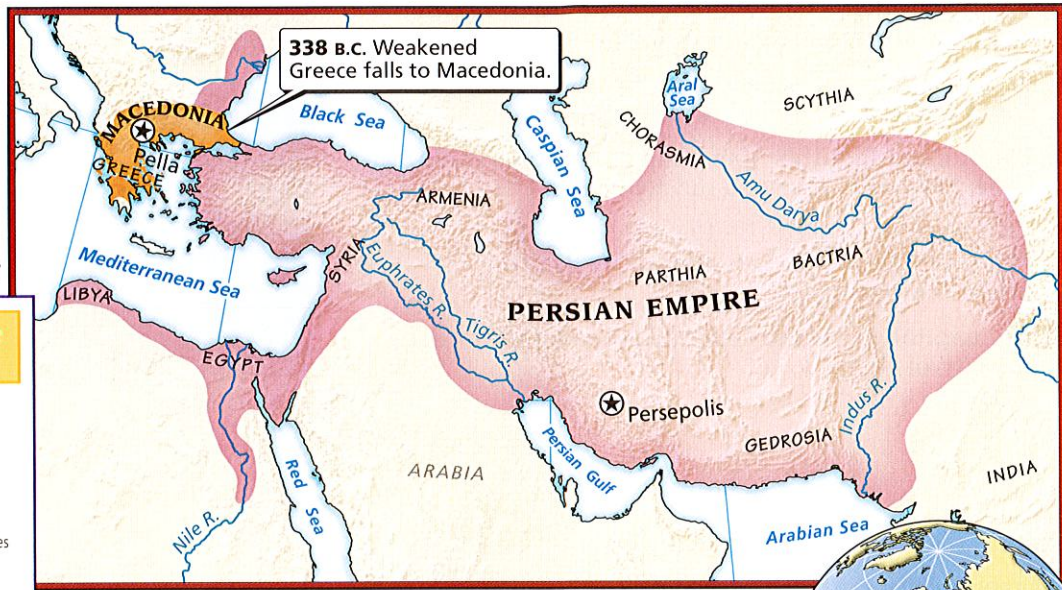 338 B.C. Weakened
Greece falls to Macedonia.
MACEDONIA
Pella
GREECE
Black Sea
Caspian Sea
Aral
Sea
SCYTHIA
CHORASMIA
Amu Darya
ARMENIA
Mediterranean Sea
SYRIA
Euphrates R.
Tigris R.
PARTHIA
BACTRIA
PERSIAN EMPIRE
LIBYA
EGYPT
Persepolis
Indus R.
GEDROSIA
Nile R.
Red
Sea
ARABIA
Persian Gulf
INDIA
Arabian Sea
es